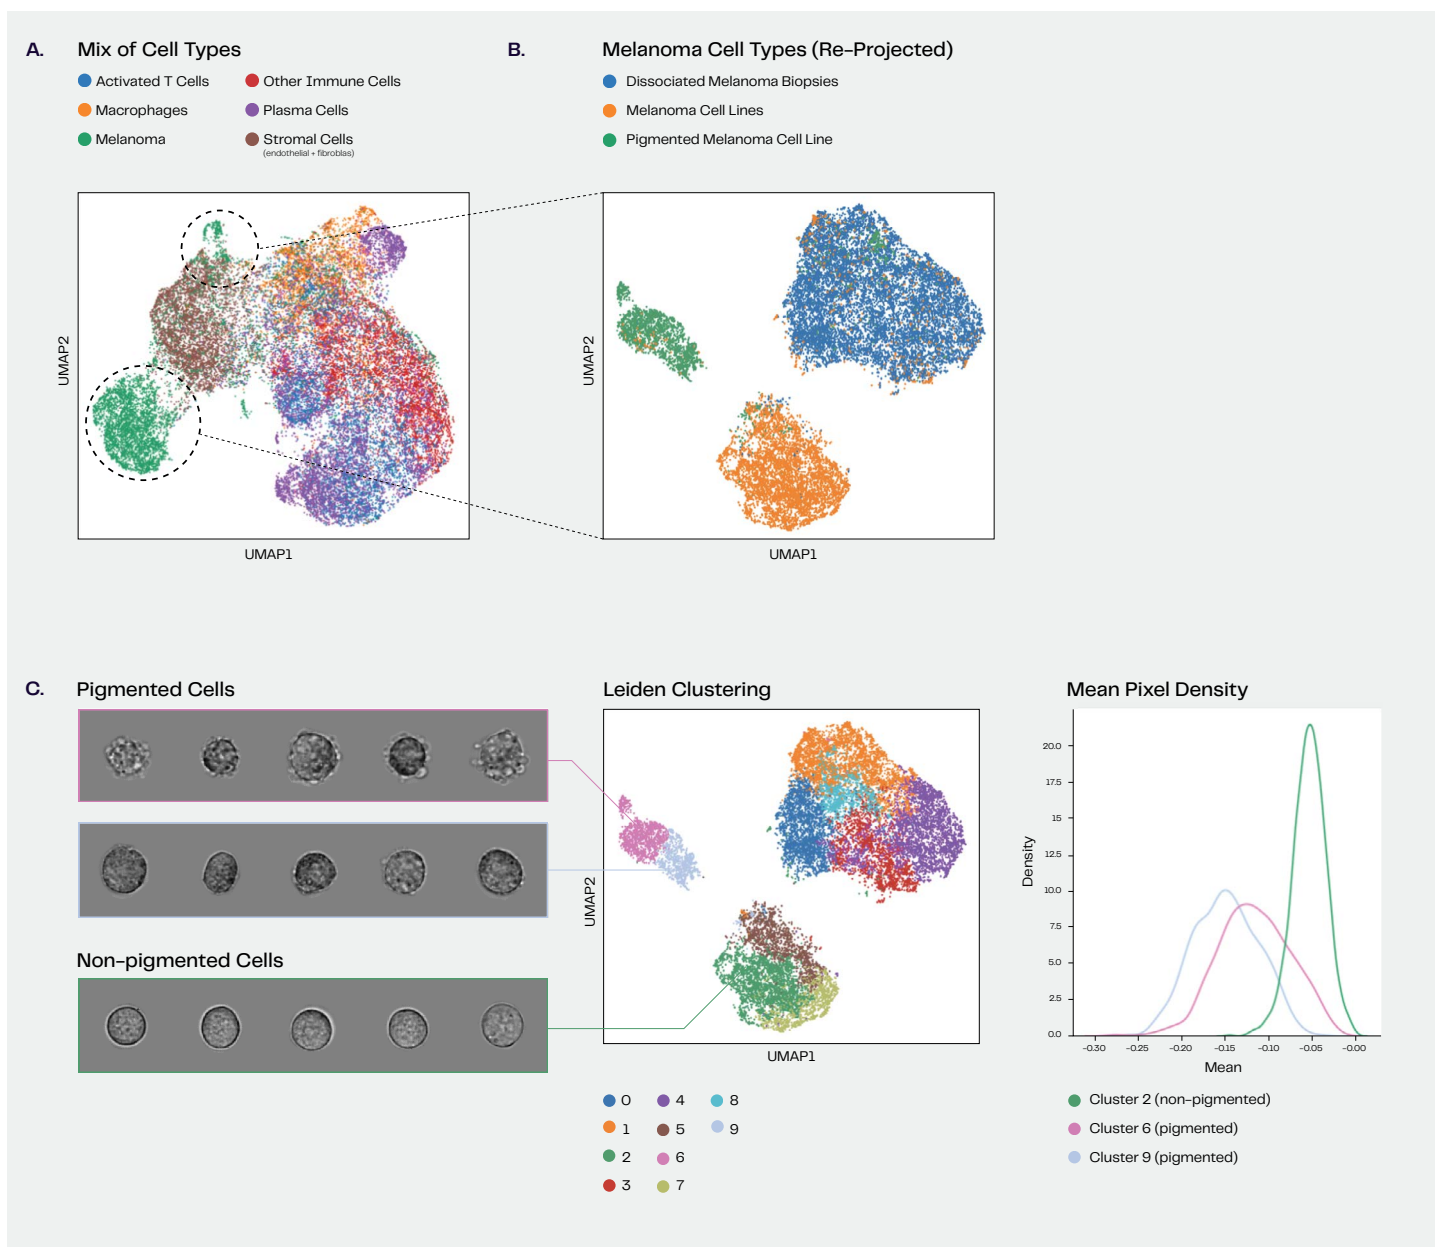 A.
Mix of Cell Types
Activated T Cells
Other Immune Cells
Macrophages
Plasma Cells
Melanoma
Stromal Cells
(endothelial + fibroblas)
UMAP2
UMAP1
B.
Melanoma Cell Types (Re-Projected)
Dissociated Melanoma Biopsies
Melanoma Cell Lines
Pigmented Melanoma Cell Line
UMAP2
UMAP1
C.
Pigmented Cells
Non-pigmented Cells
Leiden Clustering
UMAP2
UMAP1
0 4 8
1 5 9
2 6
3 7
Mean Pixel Density
Density
20.0
17.5
15
12.5
10.0
7.5
5.0
2.5
0.0
-0.30 -0.25 -0.20 -0.15 -0.10 -0.05 -0.00
Mean
Cluster 2 (non-pigmented)
Cluster 6 (pigmented)
Cluster 9 (pigmented)